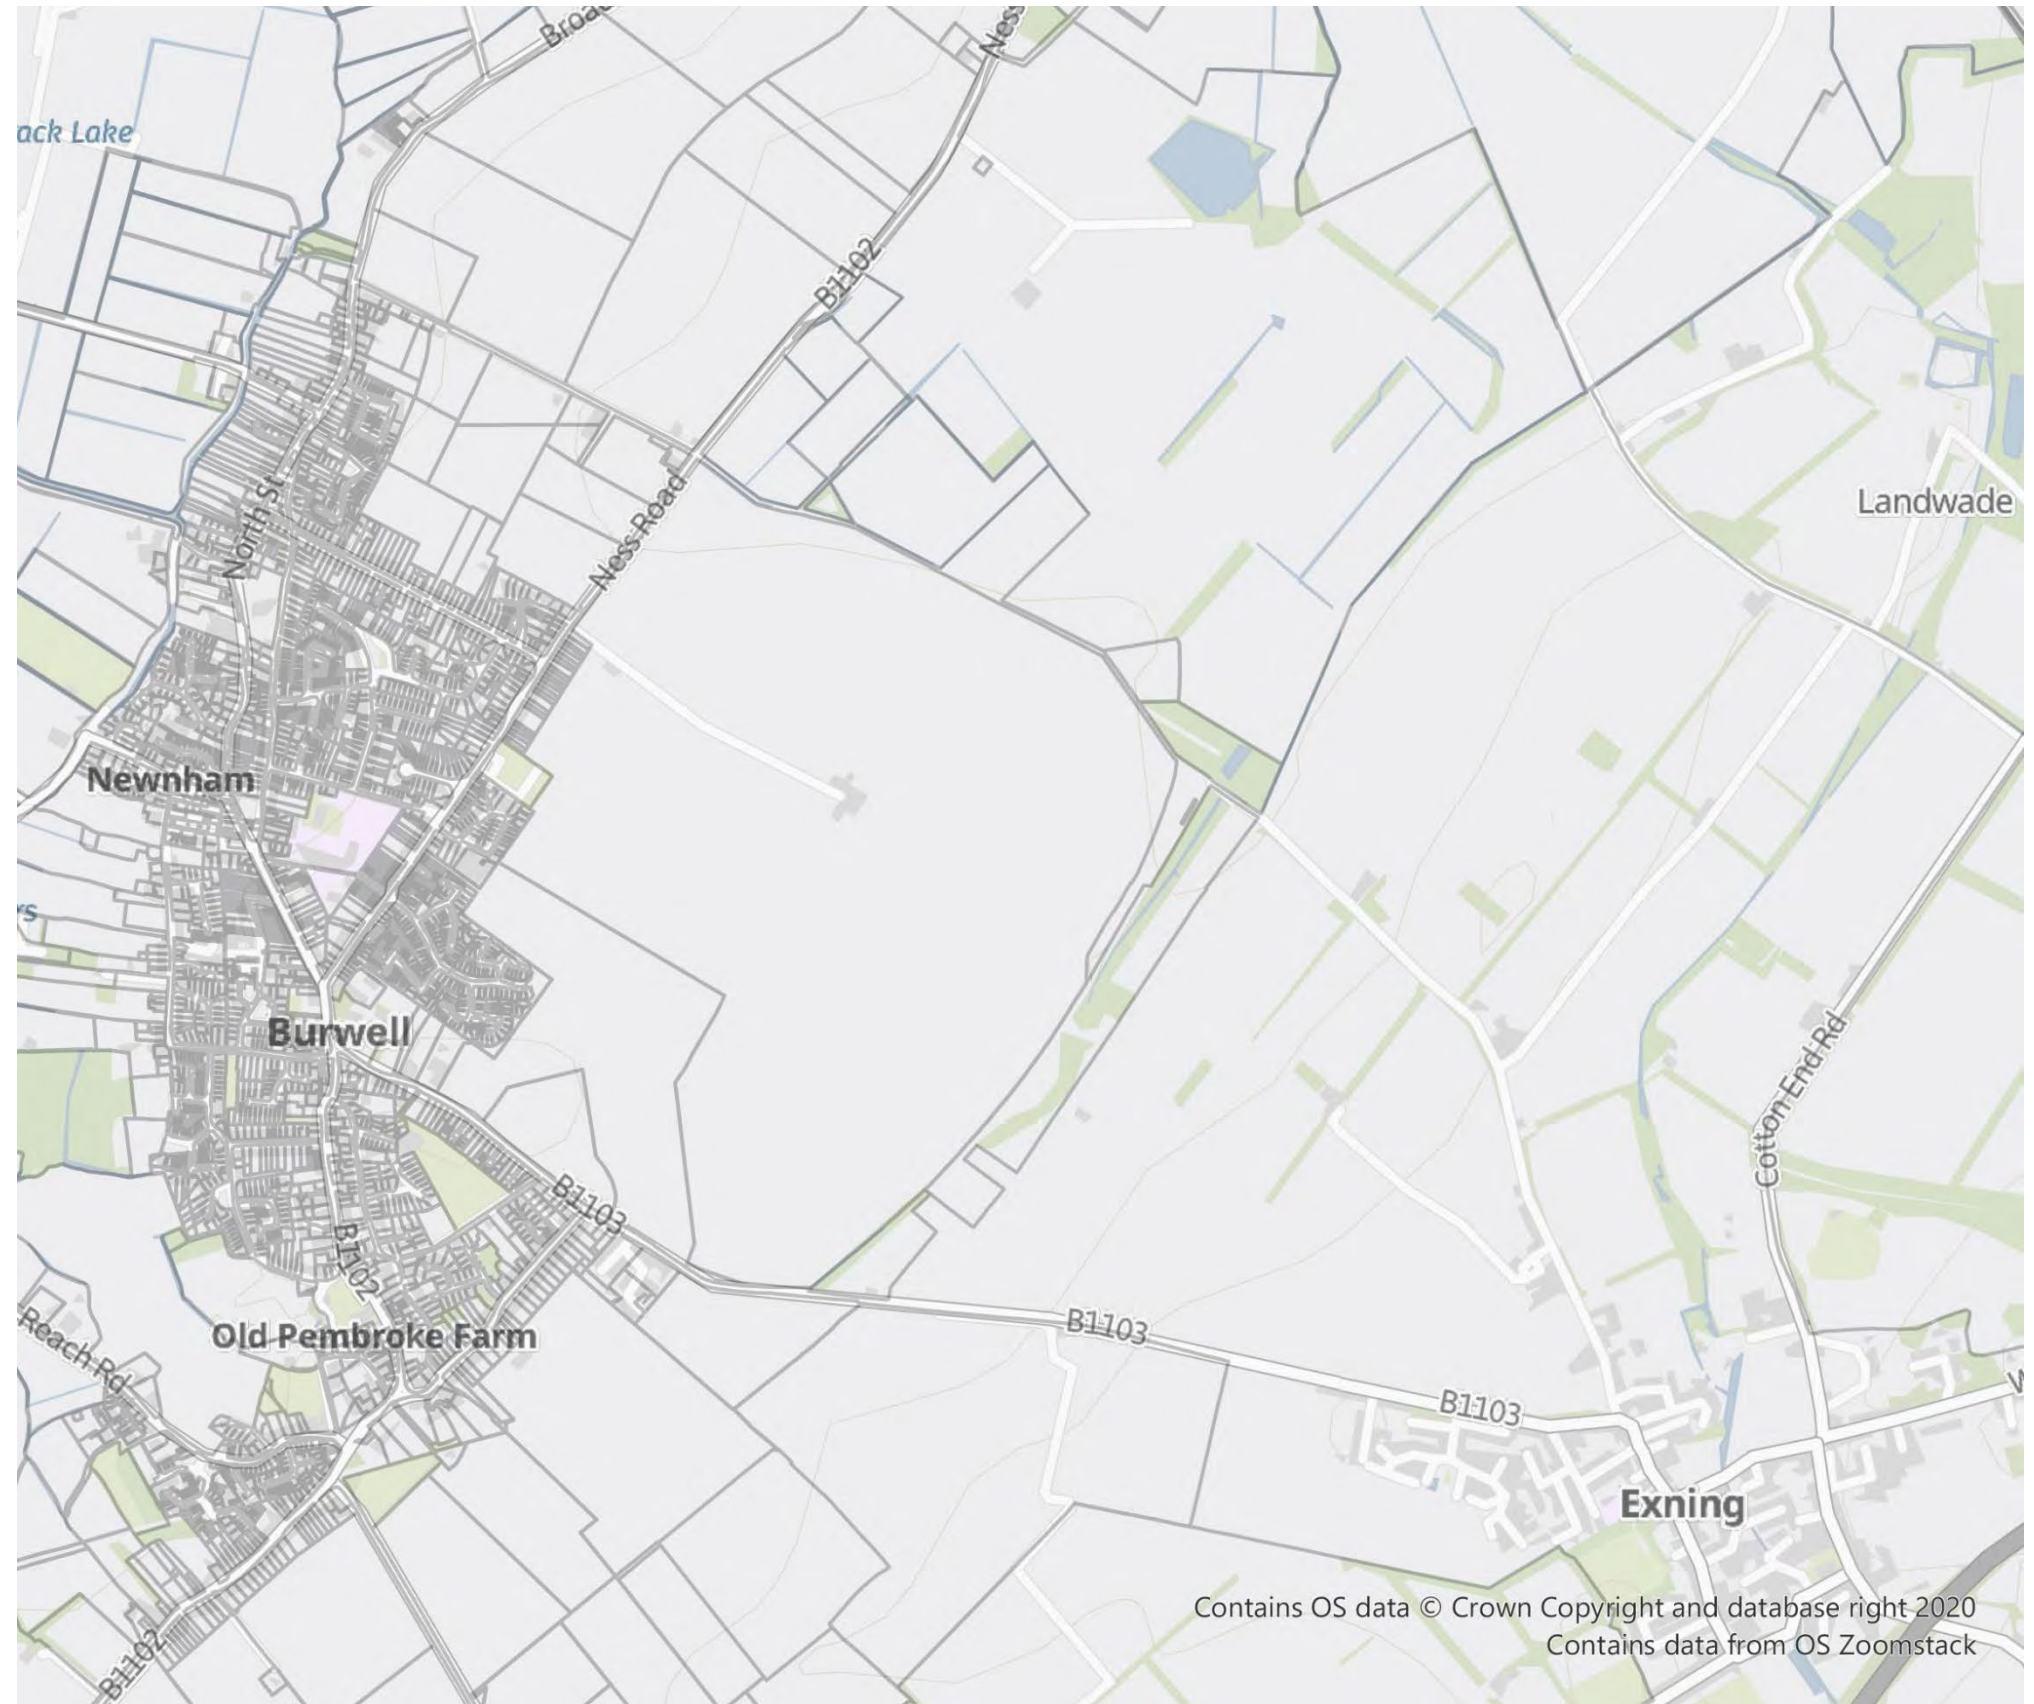 Broa
Ness
ack Lake
B1102
North St
Ness Road
Landwade
Newnham
rs
Burwell
Cotton End Rd
B1103
B1102
Reach Rd
Old Pembroke Farm
B1103
B1103
W
Exning
Contains OS data © Crown Copyright and database right 2020
Contains data from OS Zoomstack
B1102